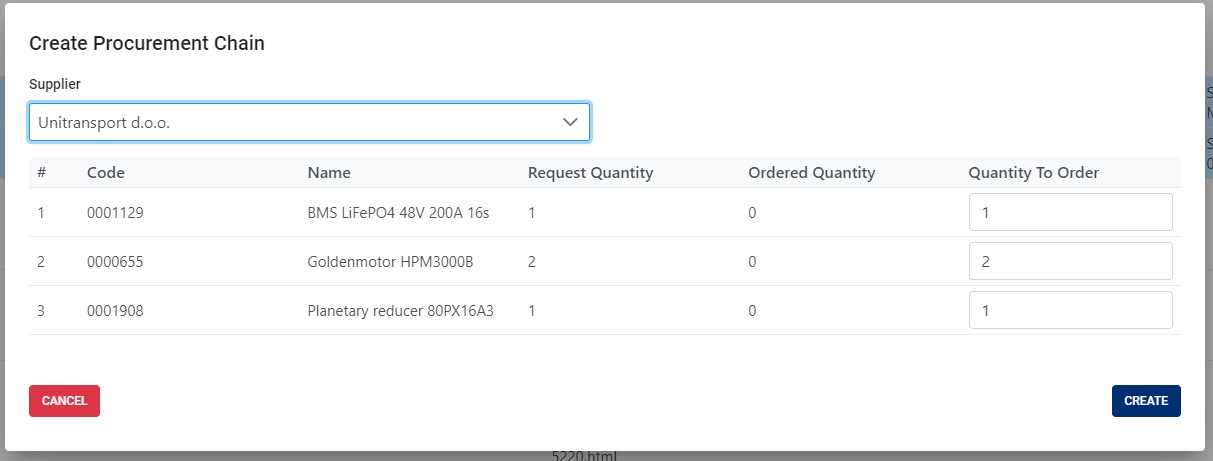 Create Procurement Chain
Supplier
Unitransport d.o.o.
# Code Name Request Quantity Ordered Quantity Quantity To Order
1 0001129 BMS LiFePO4 48V 200A 16s 1 0 1
2 0000655 Goldenmotor HPM3000B 2 0 2
3 0001908 Planetary reducer 80PX16A3 1 0 1
CANCEL CREATE
5220.html